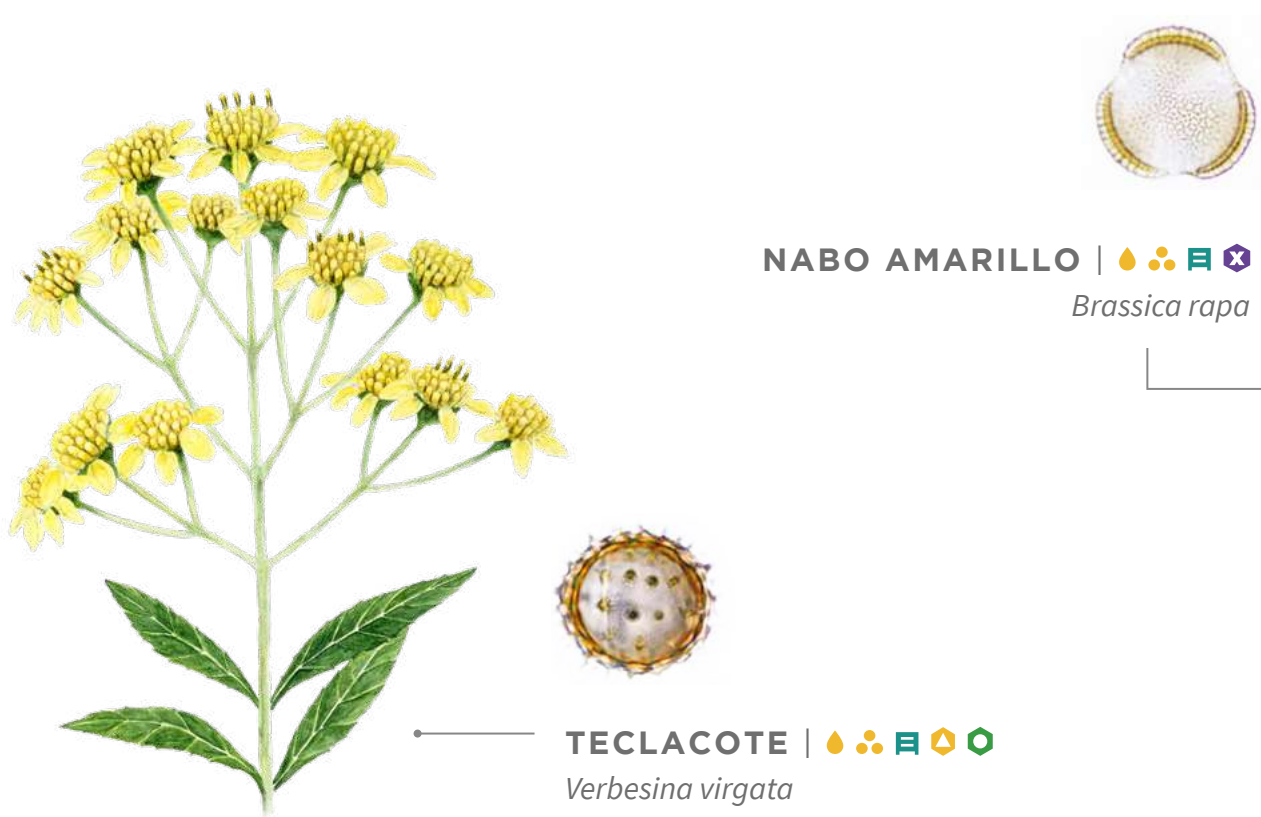 NABO AMARILLO |
Brassica rapa
TECLACOTE |
Verbesina virgata